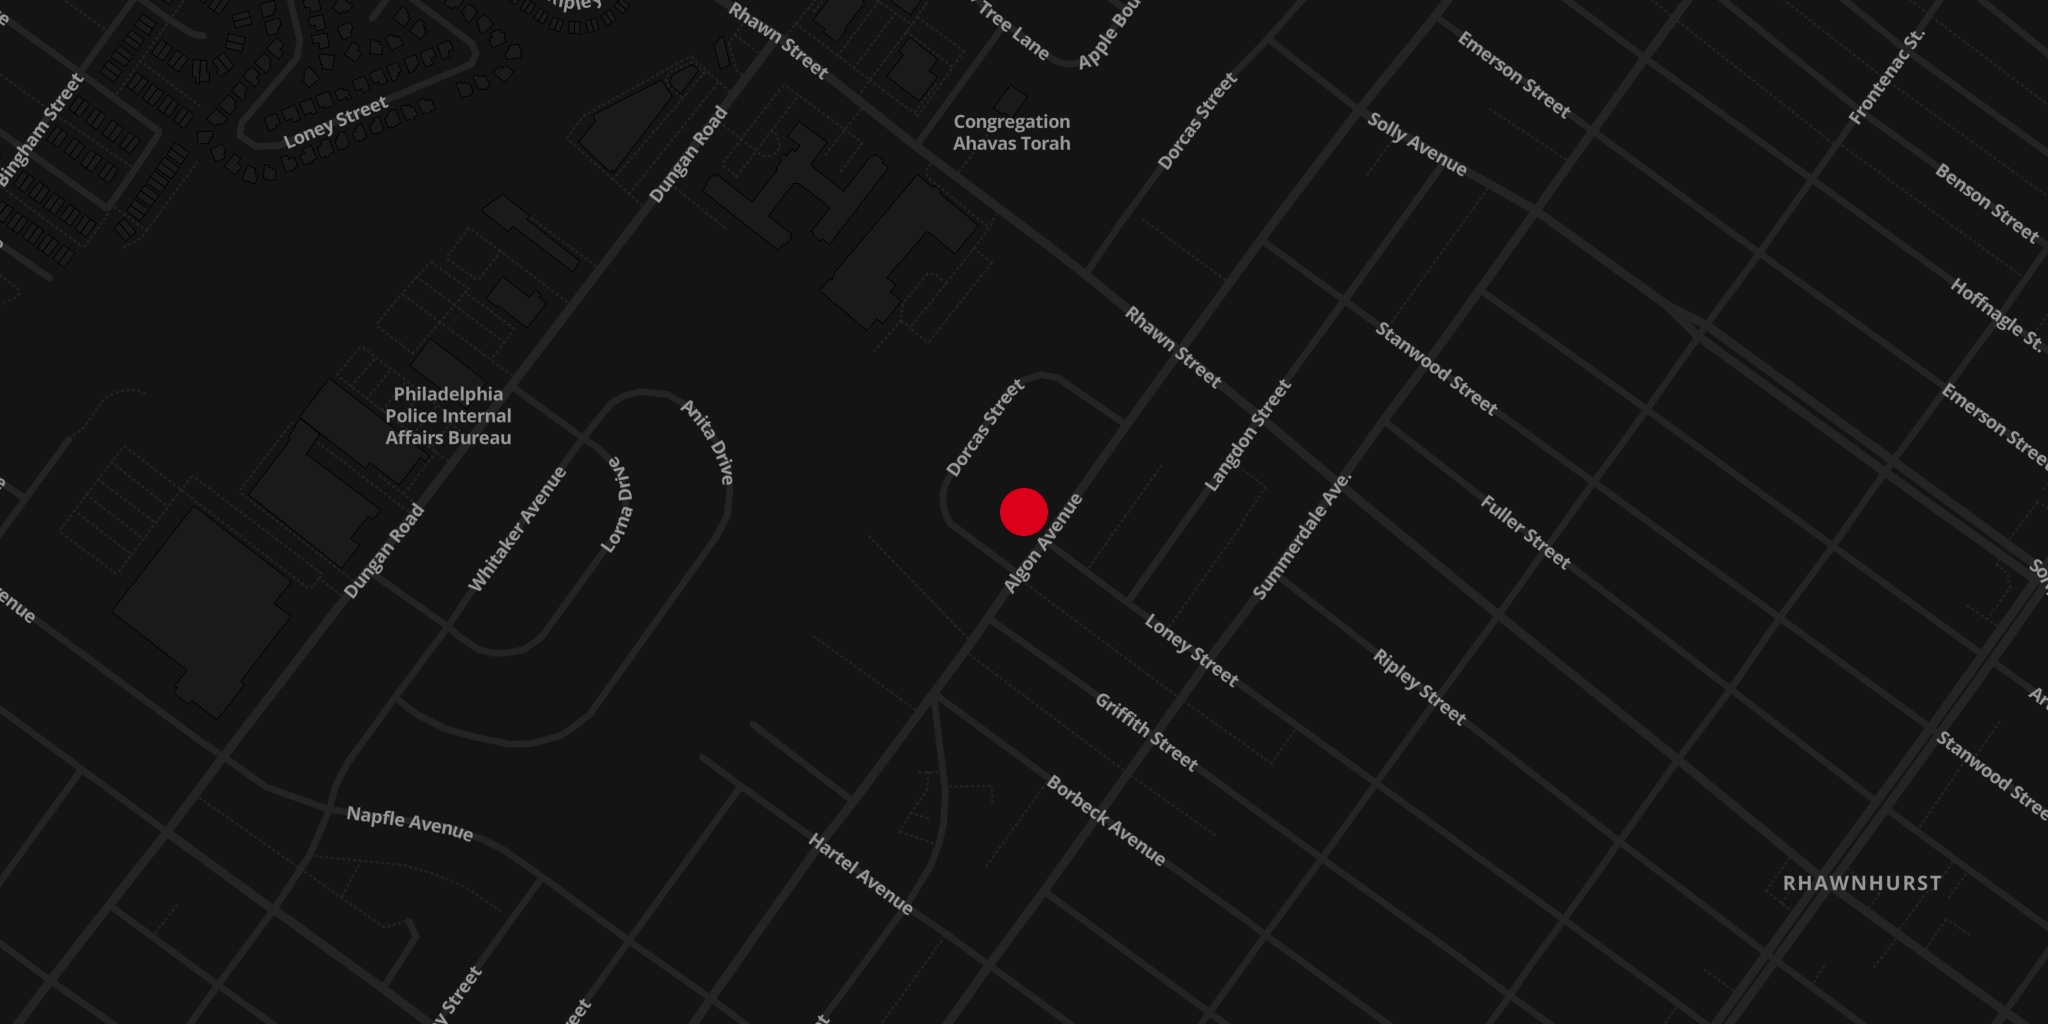 Ripley
Rhawn Street
Tree Lane
Apple Bou
Emerson Street
Frontenac St.
Bingham Street
Loney Street
Dungan Road
Congregation
Ahavas Torah
Dorcas Street
Solly Avenue
Benson Street
Hoffnagle St.
Rhawn Street
Stanwood Street
Philadelphia
Police Internal
Affairs Bureau
Anita Drive
Dorcas Street
Langdon Street
Emerson Street
Lorna Drive
Whitaker Avenue
Dungan Road
Algon Avenue
Summerdale Ave.
Fuller Street
enue
Loney Street
Ripley Street
Griffith Street
Stanwood Stree
Borbeck Avenue
Napfle Avenue
Hartel Avenue
RHAWNHURST
y Street
reet